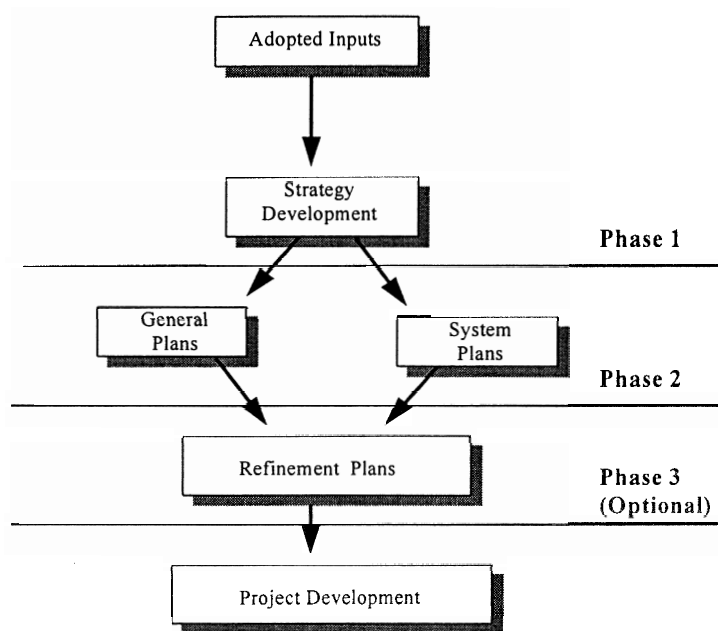 Adopted Inputs
Strategy
Development
Phase 1
General
Plans
System
Plans
Phase 2
Refinement Plans
Phase 3
(Optional)
Project Development